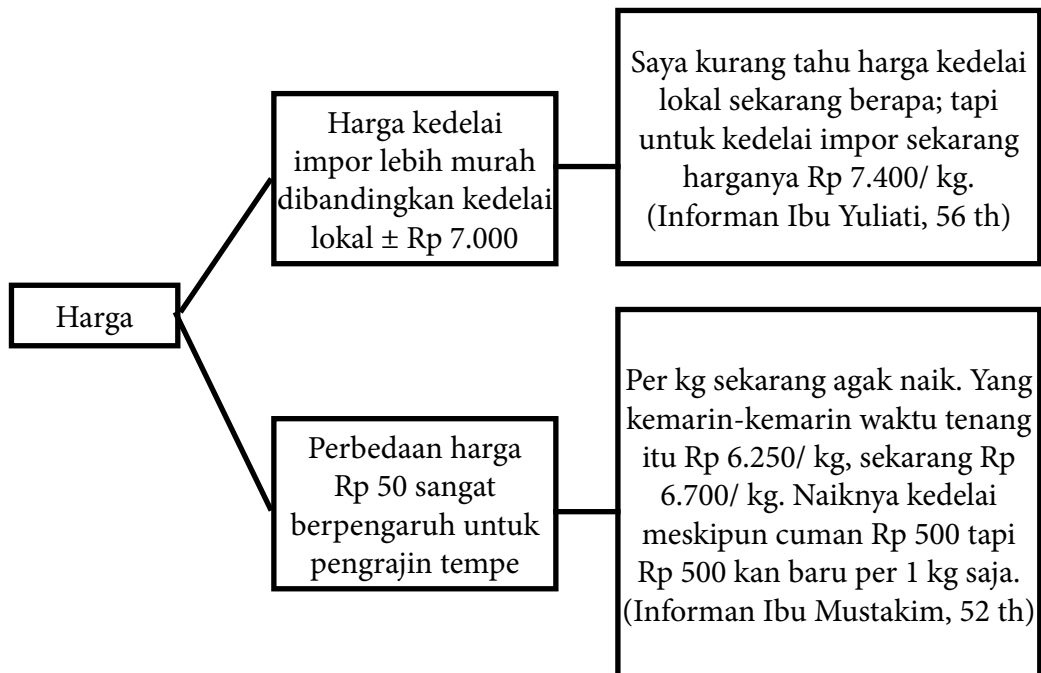 Harga
Harga kedelai
impor lebih murah
dibandingkan kedelai
lokal ± Rp 7.000
Saya kurang tahu harga kedelai
lokal sekarang berapa; tapi
untuk kedelai impor sekarang
harganya Rp 7.400/ kg.
(Informan Ibu Yuliati, 56 th)
Perbedaan harga
Rp 50 sangat
berpengaruh untuk
pengrajin tempe
Per kg sekarang agak naik. Yang
kemarin-kemarin waktu tenang
itu Rp 6.250/ kg, sekarang Rp
6.700/ kg. Naiknya kedelai
meskipun cuman Rp 500 tapi
Rp 500 kan baru per 1 kg saja.
(Informan Ibu Mustakim, 52 th)